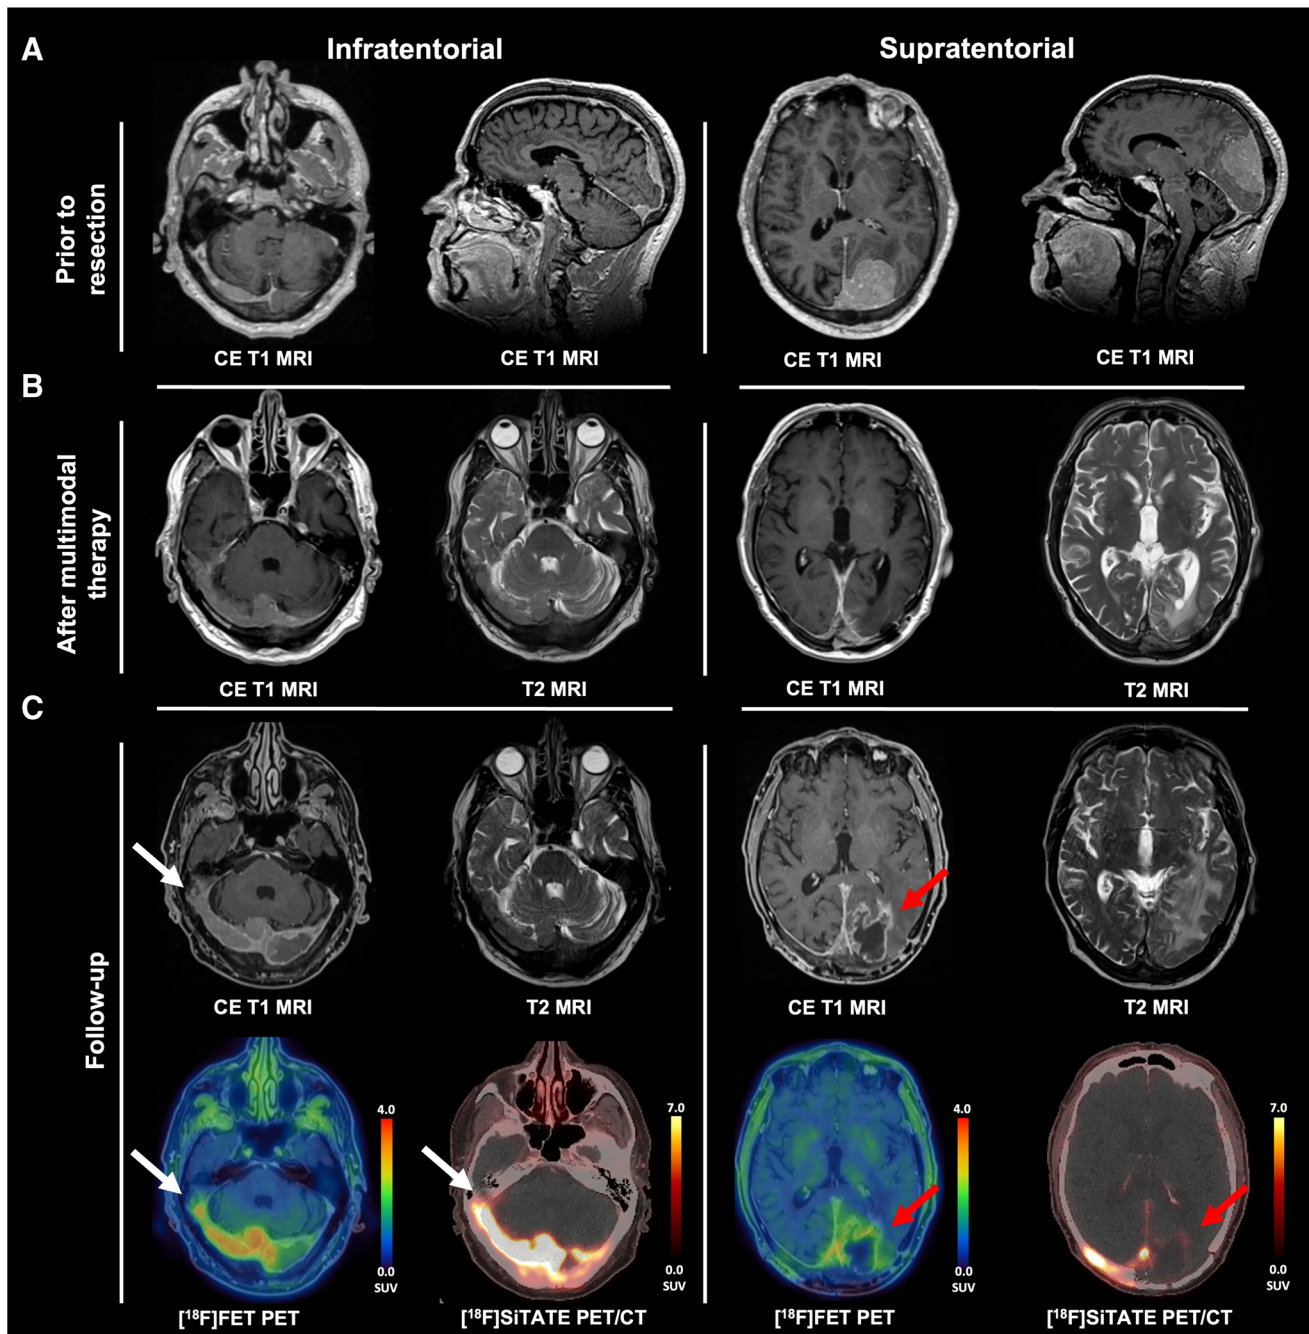 A
Infratentorial
Supratentorial
Prior to
resection
CE T1 MRI
CE T1 MRI
CE T1 MRI
CE T1 MRI
B
After multimodal
therapy
CE T1 MRI
T2 MRI
CE T1 MRI
T2 MRI
C
Follow-up
CE T1 MRI
T2 MRI
CE T1 MRI
T2 MRI
4.0
0.0
SUV
7.0
0.0
SUV
4.0
0.0
SUV
7.0
0.0
SUV
[¹⁸F]FET PET
[¹⁸F]SiTATE PET/CT
[¹⁸F]FET PET
[¹⁸F]SiTATE PET/CT